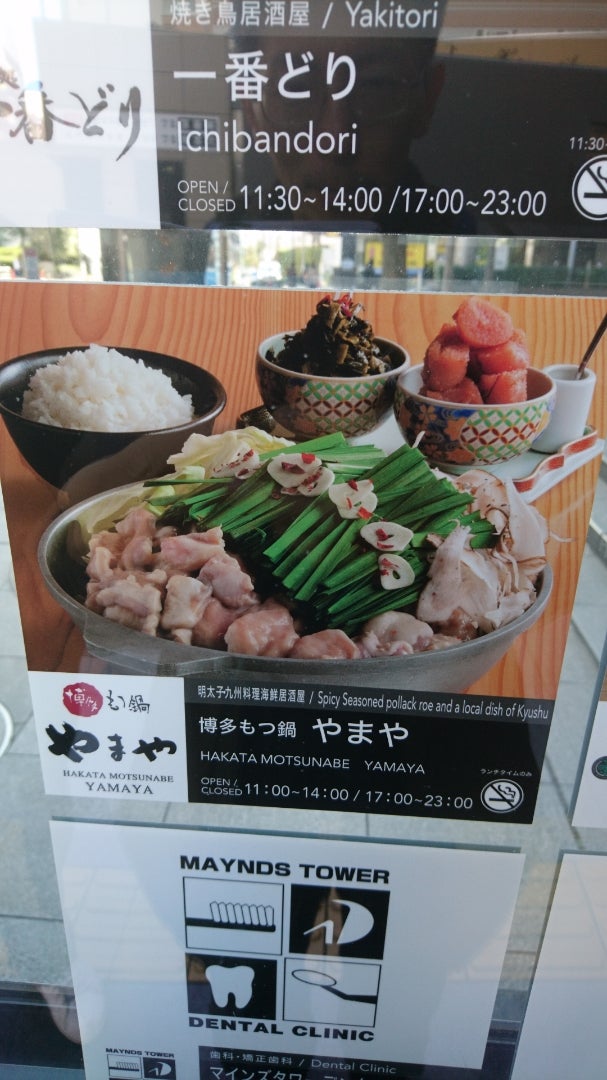 焼き鳥居酒屋 / Yakitori
一番どり
番どり
Ichibandori
11:30~
OPEN / CLOSED 11:30~14:00 /17:00~23:00
博多 もつ鍋
やまや
HAKATA MOTSUNABE
YAMAYA
明太子九州料理海鮮居酒屋 / Spicy Seasoned pollack roe and a local dish of Kyushu
博多もつ鍋 やまや
HAKATA MOTSUNABE YAMAYA
ランチタイムのみ
OPEN / CLOSED 11:00~14:00 / 17:00~23:00
MAYNDS TOWER
DENTAL CLINIC
MAYNDS TOWER
歯科・矯正歯科 / Dental Clinic
マインズタワー